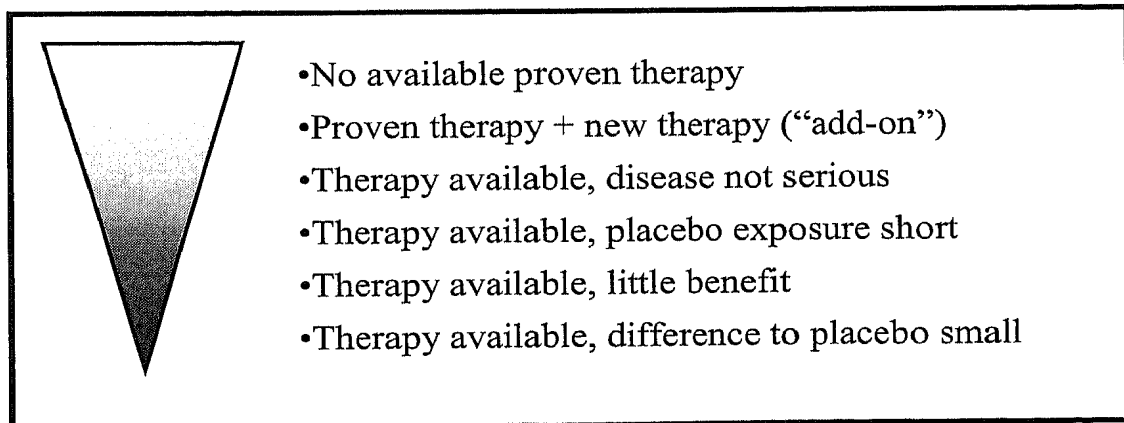 •No available proven therapy
•Proven therapy + new therapy (“add-on”)
•Therapy available, disease not serious
•Therapy available, placebo exposure short
•Therapy available, little benefit
•Therapy available, difference to placebo small